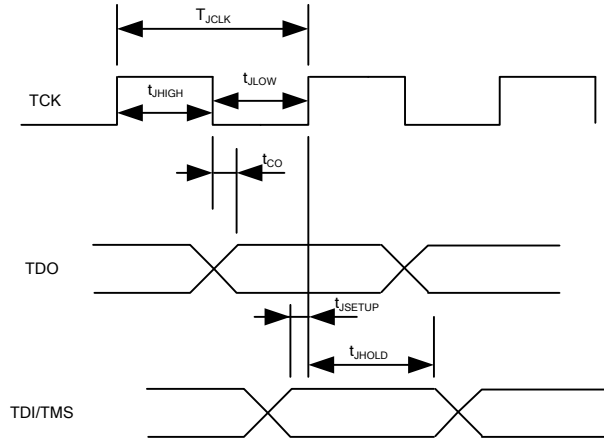 TJCLK
TCK
tJHIGH
tJLOW
tCO
TDO
tJSETUP
tJHOLD
TDI/TMS